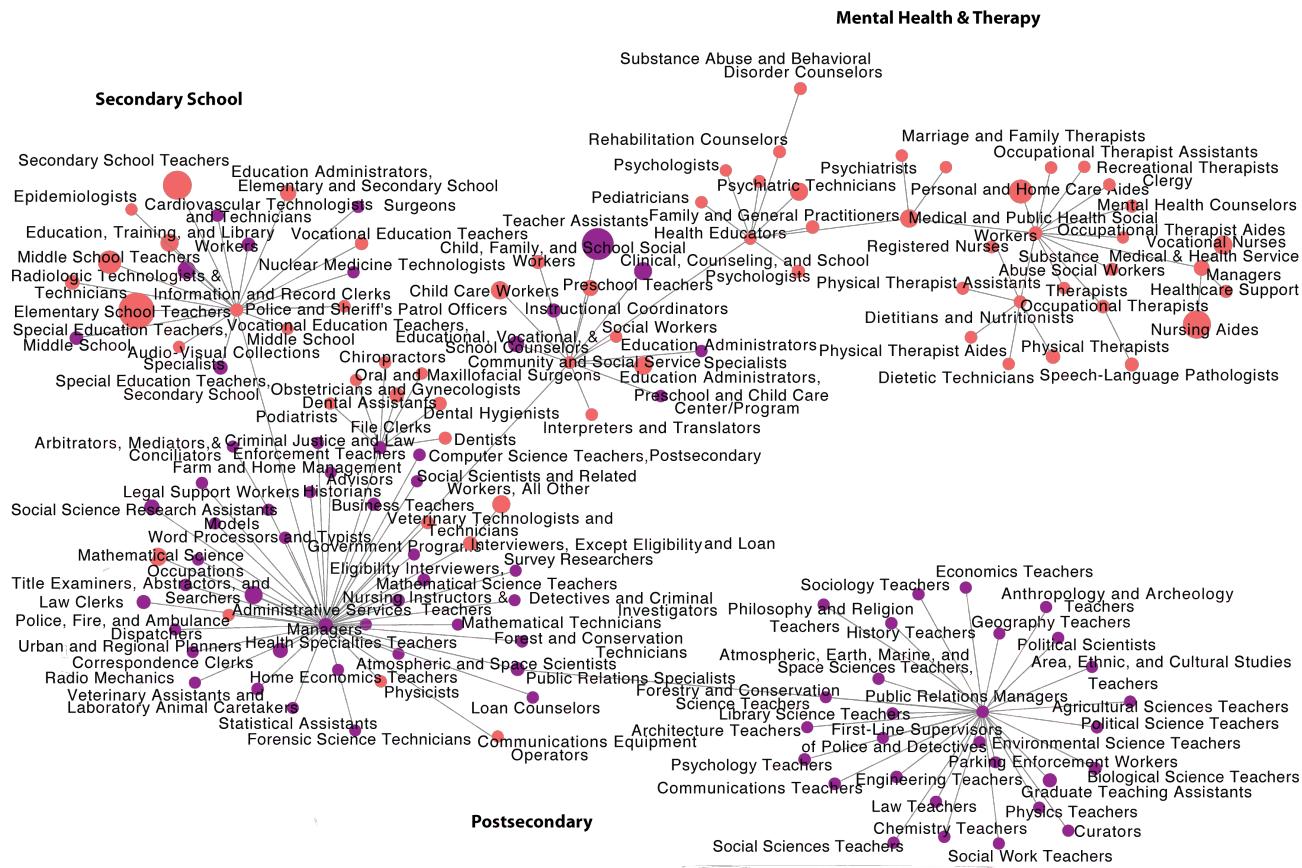 Mental Health & Therapy
Substance Abuse and Behavioral
Disorder Counselors
Secondary School
Rehabilitation Counselors
Marriage and Family Therapists
Secondary School Teachers
Education Administrators,
Elementary and Secondary School
Psychologists
Psychiatrists
Occupational Therapist Assistants
Recreational Therapists
Clergy
Epidemiologists
Cardiovascular Technologists
and Technicians
Surgeons
Pediatricians
Psychiatric Technicians
Personal and Home Care Aides
Mental Health Counselors
Teacher Assistants
Family and General Practitioners
Medical and Public Health Social
Workers
Education, Training, and Library
Workers
Vocational Education Teachers
Health Educators
Occupational Therapist Aides
Child, Family, and School Social
Workers
Registered Nurses
Vocational Nurses
Middle School Teachers
Nuclear Medicine Technologists
Clinical, Counseling, and School
Psychologists
Substance Abuse Social Workers
Medical & Health Service
Managers
Radiologic Technologists &
Technicians
Preschool Teachers
Physical Therapist Assistants
Therapists
Healthcare Support
Information and Record Clerks
Child Care Workers
Elementary School Teachers
Police and Sheriff's Patrol Officers
Instructional Coordinators
Occupational Therapists
Dietitians and Nutritionists
Nursing Aides
Special Education Teachers,
Middle School
Vocational Education Teachers,
Middle School
Educational, Vocational, &
School Counselors
Social Workers
Education Administrators
Audio-Visual Collections
Specialists
Chiropractors
Community and Social Service Specialists
Physical Therapist Aides
Physical Therapists
Special Education Teachers,
Secondary School
Oral and Maxillofacial Surgeons
Obstetricians and Gynecologists
Education Administrators,
Preschool and Child Care
Center/Program
Dietetic Technicians
Speech-Language Pathologists
Dental Assistants
Podiatrists
Dental Hygienists
Interpreters and Translators
File Clerks
Dentists
Arbitrators, Mediators,&
Conciliators
Criminal Justice and Law
Enforcement Teachers
Computer Science Teachers,Postsecondary
Farm and Home Management
Advisors
Social Scientists and Related
Workers, All Other
Legal Support Workers
Historians
Social Science Research Assistants
Business Teachers
Models
Veterinary Technologists and
Technicians
Word Processors and Typists
Government Programs
Interviewers, Except Eligibility and Loan
Mathematical Science
Occupations
Eligibility Interviewers,
Survey Researchers
Title Examiners, Abstractors, and
Searchers
Mathematical Science Teachers
Law Clerks
Nursing Instructors &
Teachers
Detectives and Criminal
Investigators
Administrative Services
Managers
Police, Fire, and Ambulance
Dispatchers
Mathematical Technicians
Urban and Regional Planners
Health Specialties Teachers
Forest and Conservation
Technicians
Correspondence Clerks
Atmospheric and Space Scientists
Radio Mechanics
Home Economics Teachers
Public Relations Specialists
Physicists
Veterinary Assistants and
Laboratory Animal Caretakers
Loan Counselors
Statistical Assistants
Forensic Science Technicians
Communications Equipment
Operators
Postsecondary
Economics Teachers
Sociology Teachers
Anthropology and Archeology
Teachers
Philosophy and Religion
Teachers
Geography Teachers
History Teachers
Political Scientists
Atmospheric, Earth, Marine, and
Space Sciences Teachers,
Area, Ethnic, and Cultural Studies
Teachers
Forestry and Conservation
Science Teachers
Public Relations Managers
Agricultural Sciences Teachers
Library Science Teachers
Political Science Teachers
Architecture Teachers
First-Line Supervisors
of Police and Detectives
Environmental Science Teachers
Psychology Teachers
Parking Enforcement Workers
Engineering Teachers
Biological Science Teachers
Communications Teachers
Graduate Teaching Assistants
Law Teachers
Physics Teachers
Chemistry Teachers
Curators
Social Sciences Teachers
Social Work Teachers